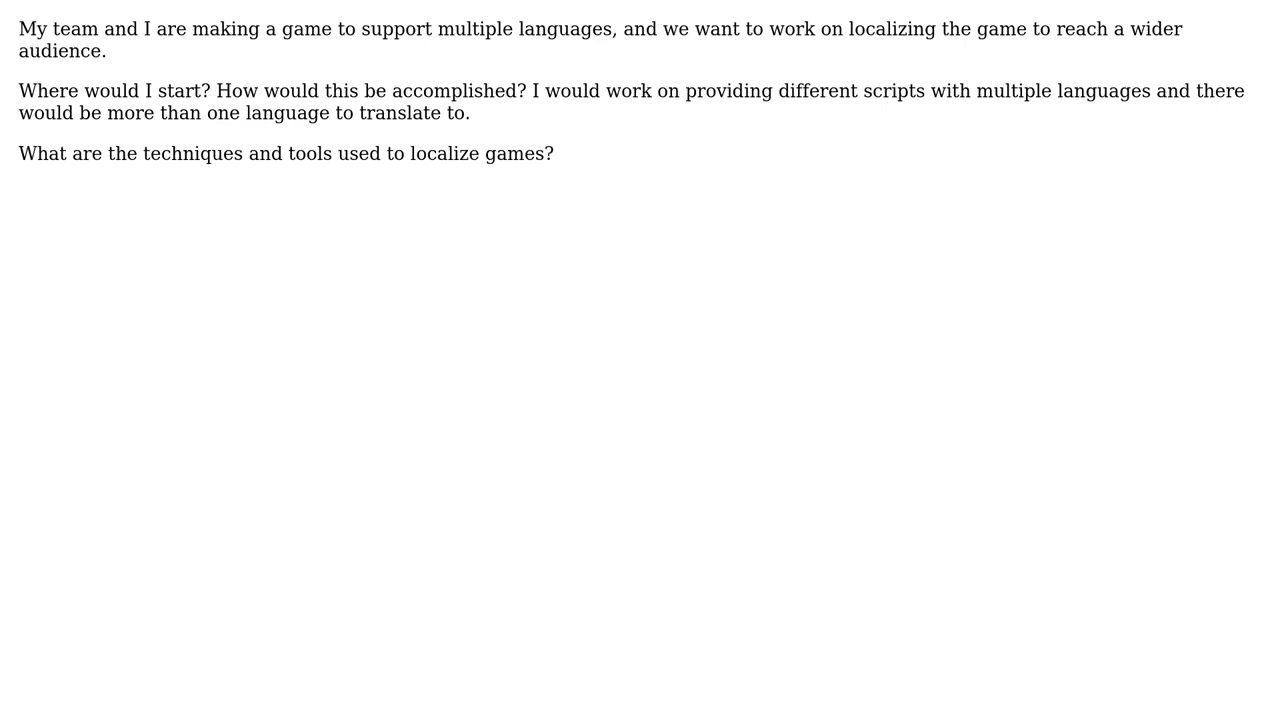 My team and I are making a game to support multiple languages, and we want to work on localizing the game to reach a wider
audience.
Where would I start? How would this be accomplished? I would work on providing different scripts with multiple languages and there
would be more than one language to translate to.
What are the techniques and tools used to localize games?